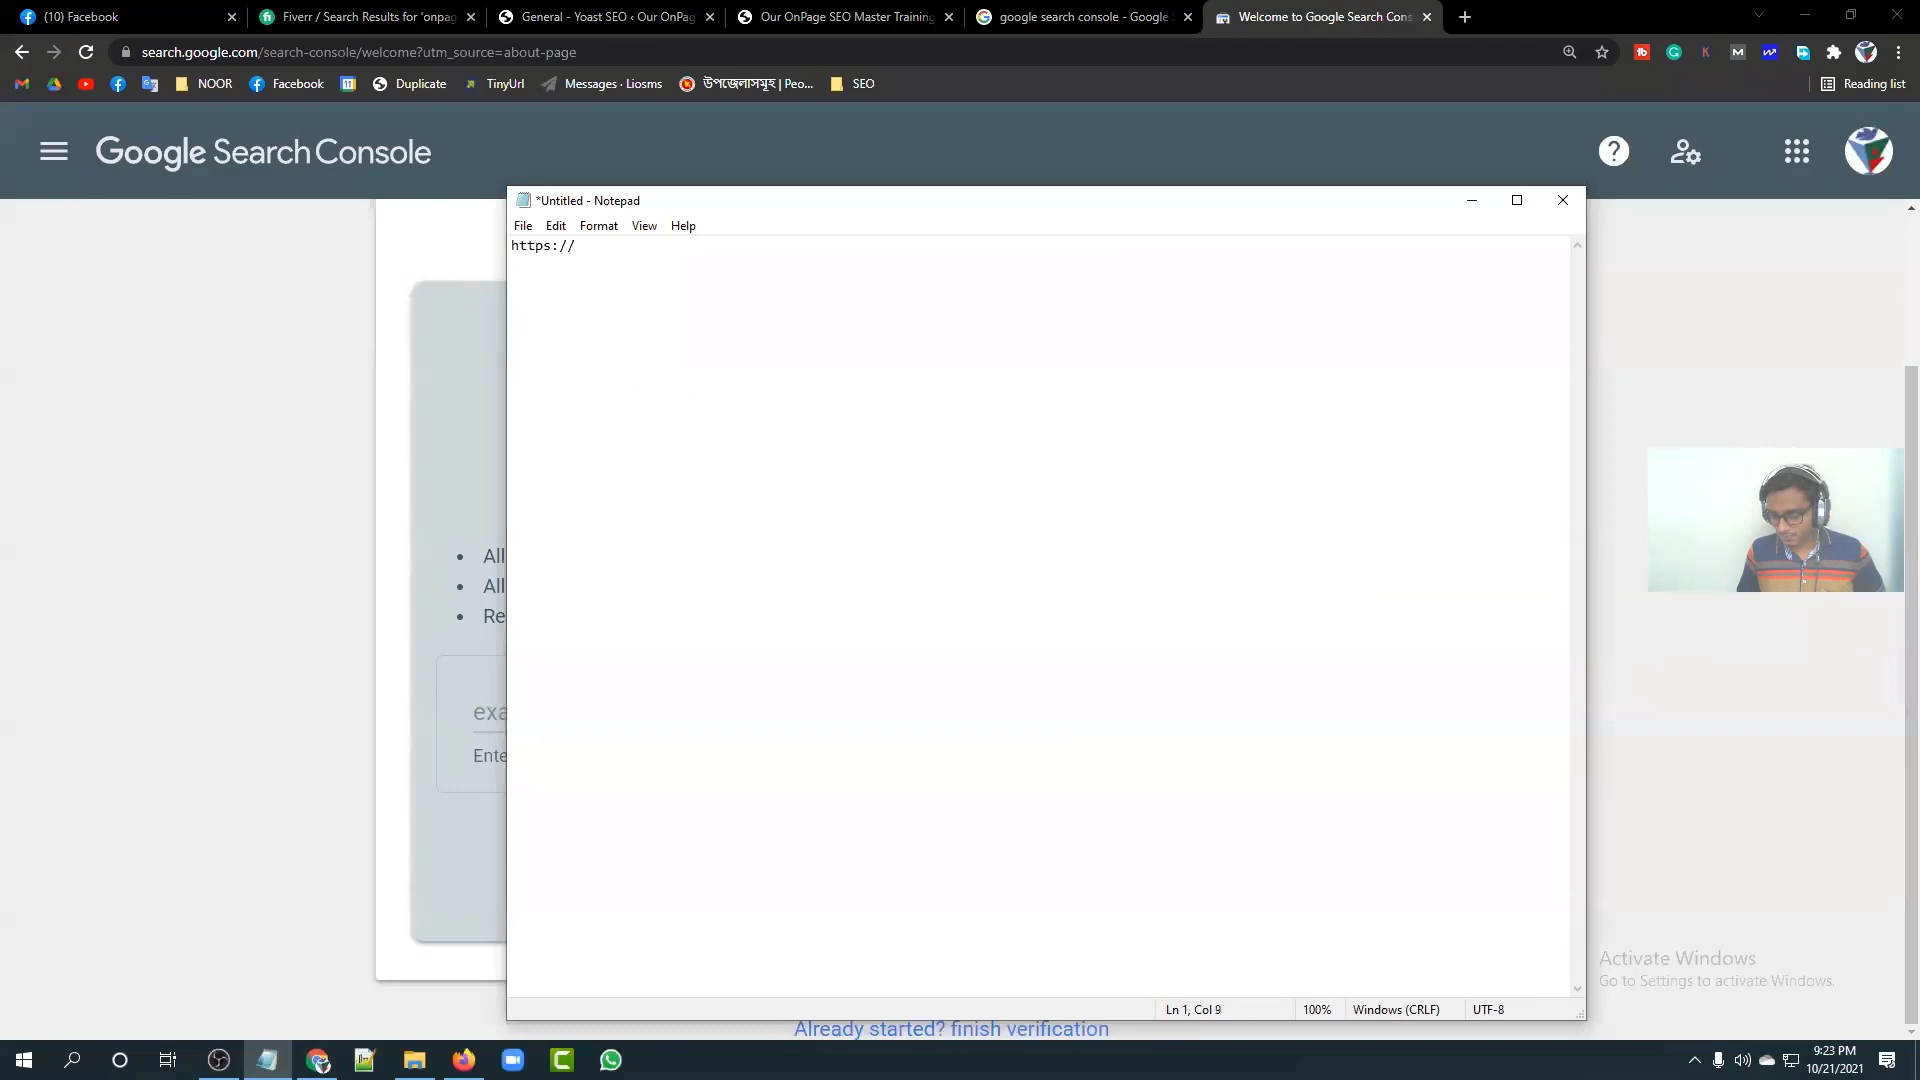 (10) Facebook
Fiverr / Search Results for 'onpag
General - Yoast SEO ‹ Our OnPag
Our OnPage SEO Master Training
google search console - Google S
Welcome to Google Search Cons
search.google.com/search-console/welcome?utm_source=about-page
NOOR
Facebook
Duplicate
TinyUrl
Messages · Liosms
উপজেলাসমূহ | Peo...
SEO
Reading list
Google Search Console
*Untitled - Notepad
File Edit Format View Help
https://
All
All
Re
exa
Ente
Activate Windows
Go to Settings to activate Windows.
Ln 1, Col 9
100%
Windows (CRLF)
UTF-8
Already started? finish verification
9:23 PM
10/21/2021